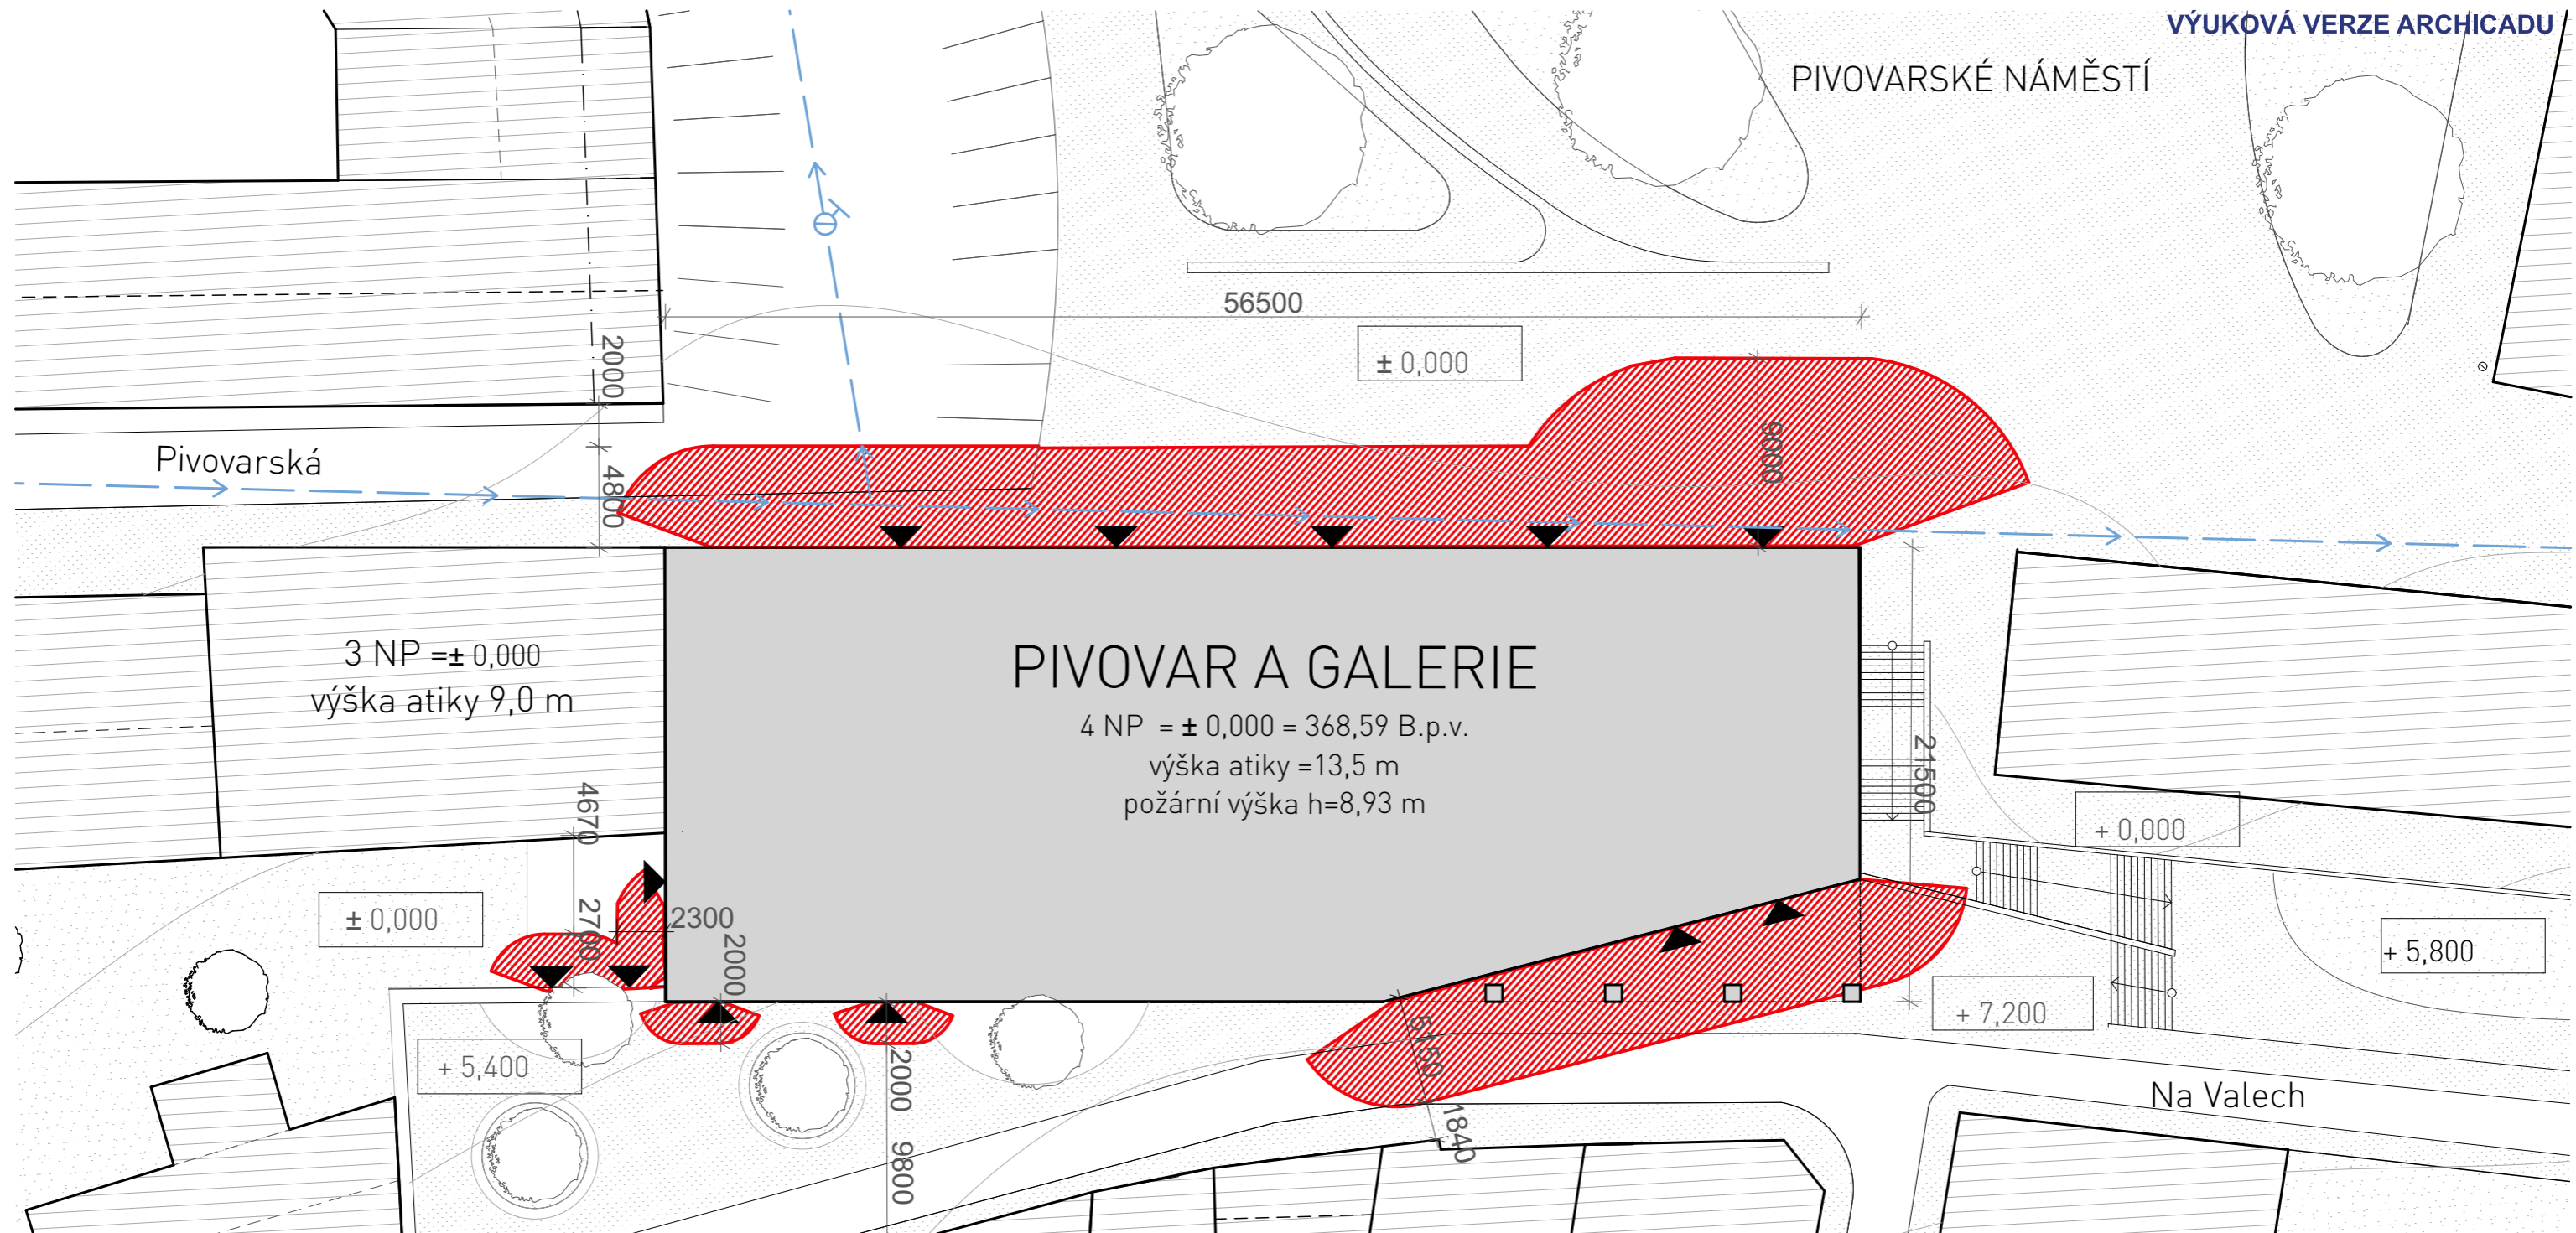 VÝUKOVÁ VERZE ARCHICADU
PIVOVARSKÉ NÁMĚSTÍ
56500
± 0,000
2000
9000
Pivovarská
4800
3 NP =± 0,000
výška atiky 9,0 m
PIVOVAR A GALERIE
4 NP = ± 0,000 = 368,59 B.p.v.
výška atiky =13,5 m
požární výška h=8,93 m
21500
4670
+ 0,000
± 0,000
2700
2300
2000
+ 5,800
+ 7,200
+ 5,400
2000
5150
1840
9800
Na Valech